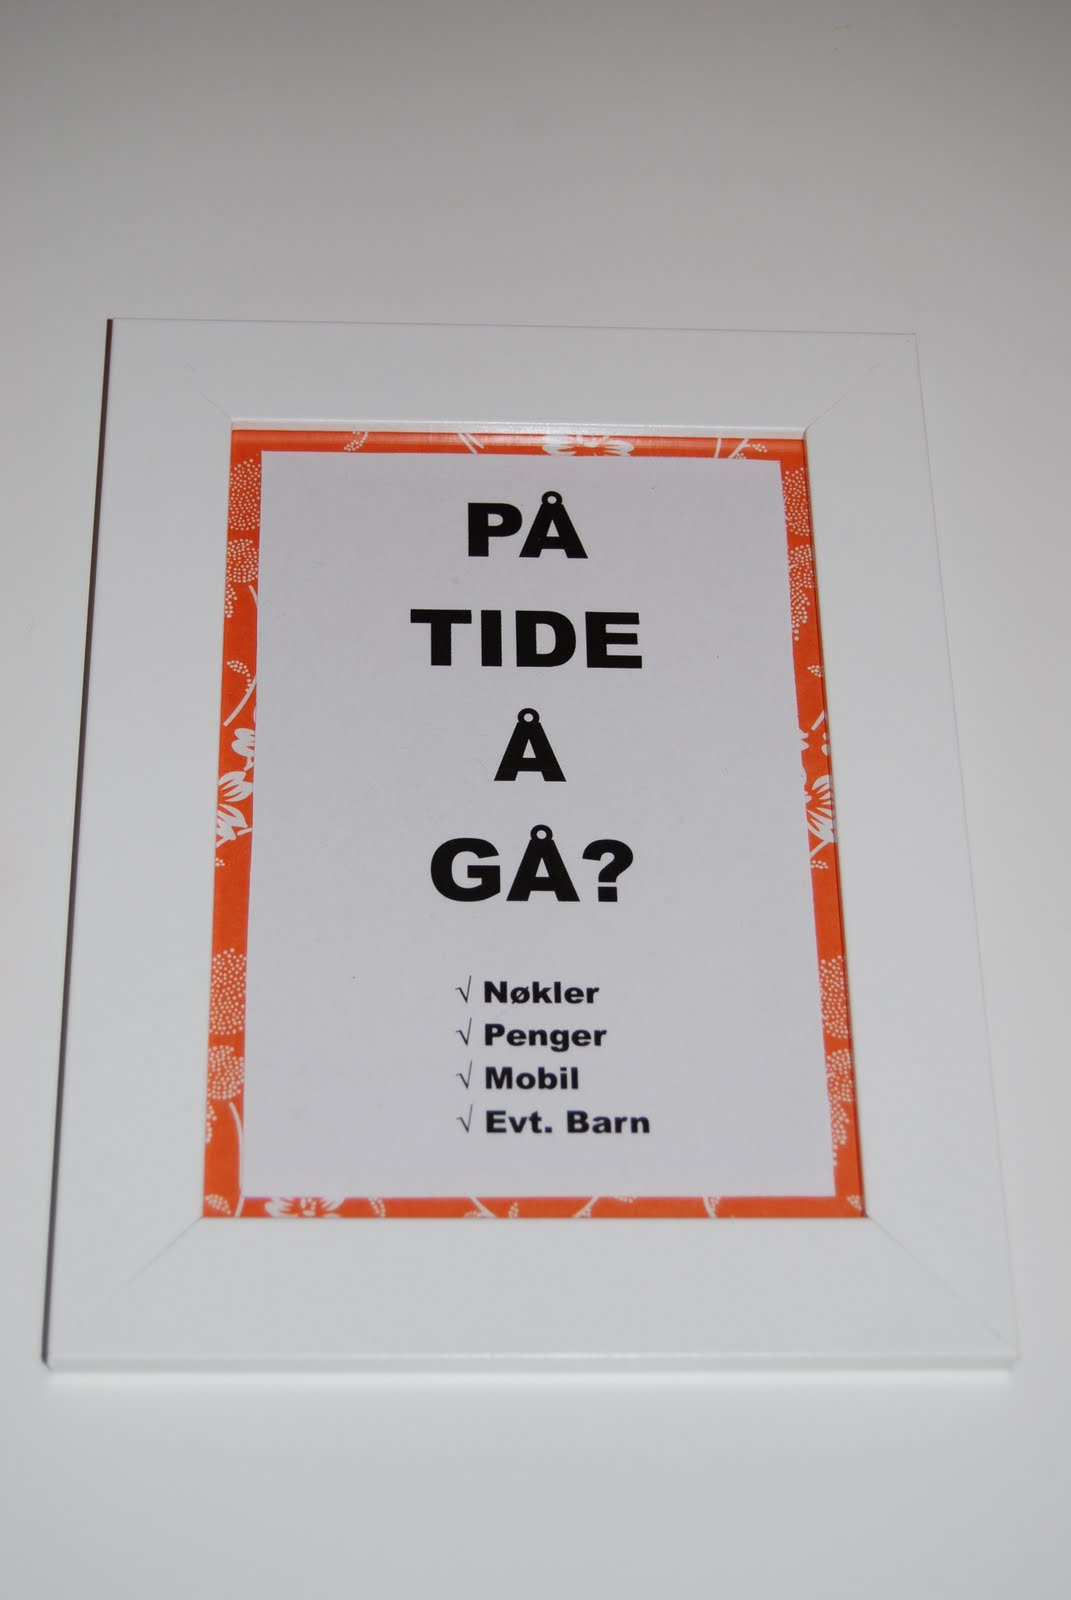 PÅ
TIDE
Å
GÅ?
√ Nøkler
√ Penger
√ Mobil
√ Evt. Barn